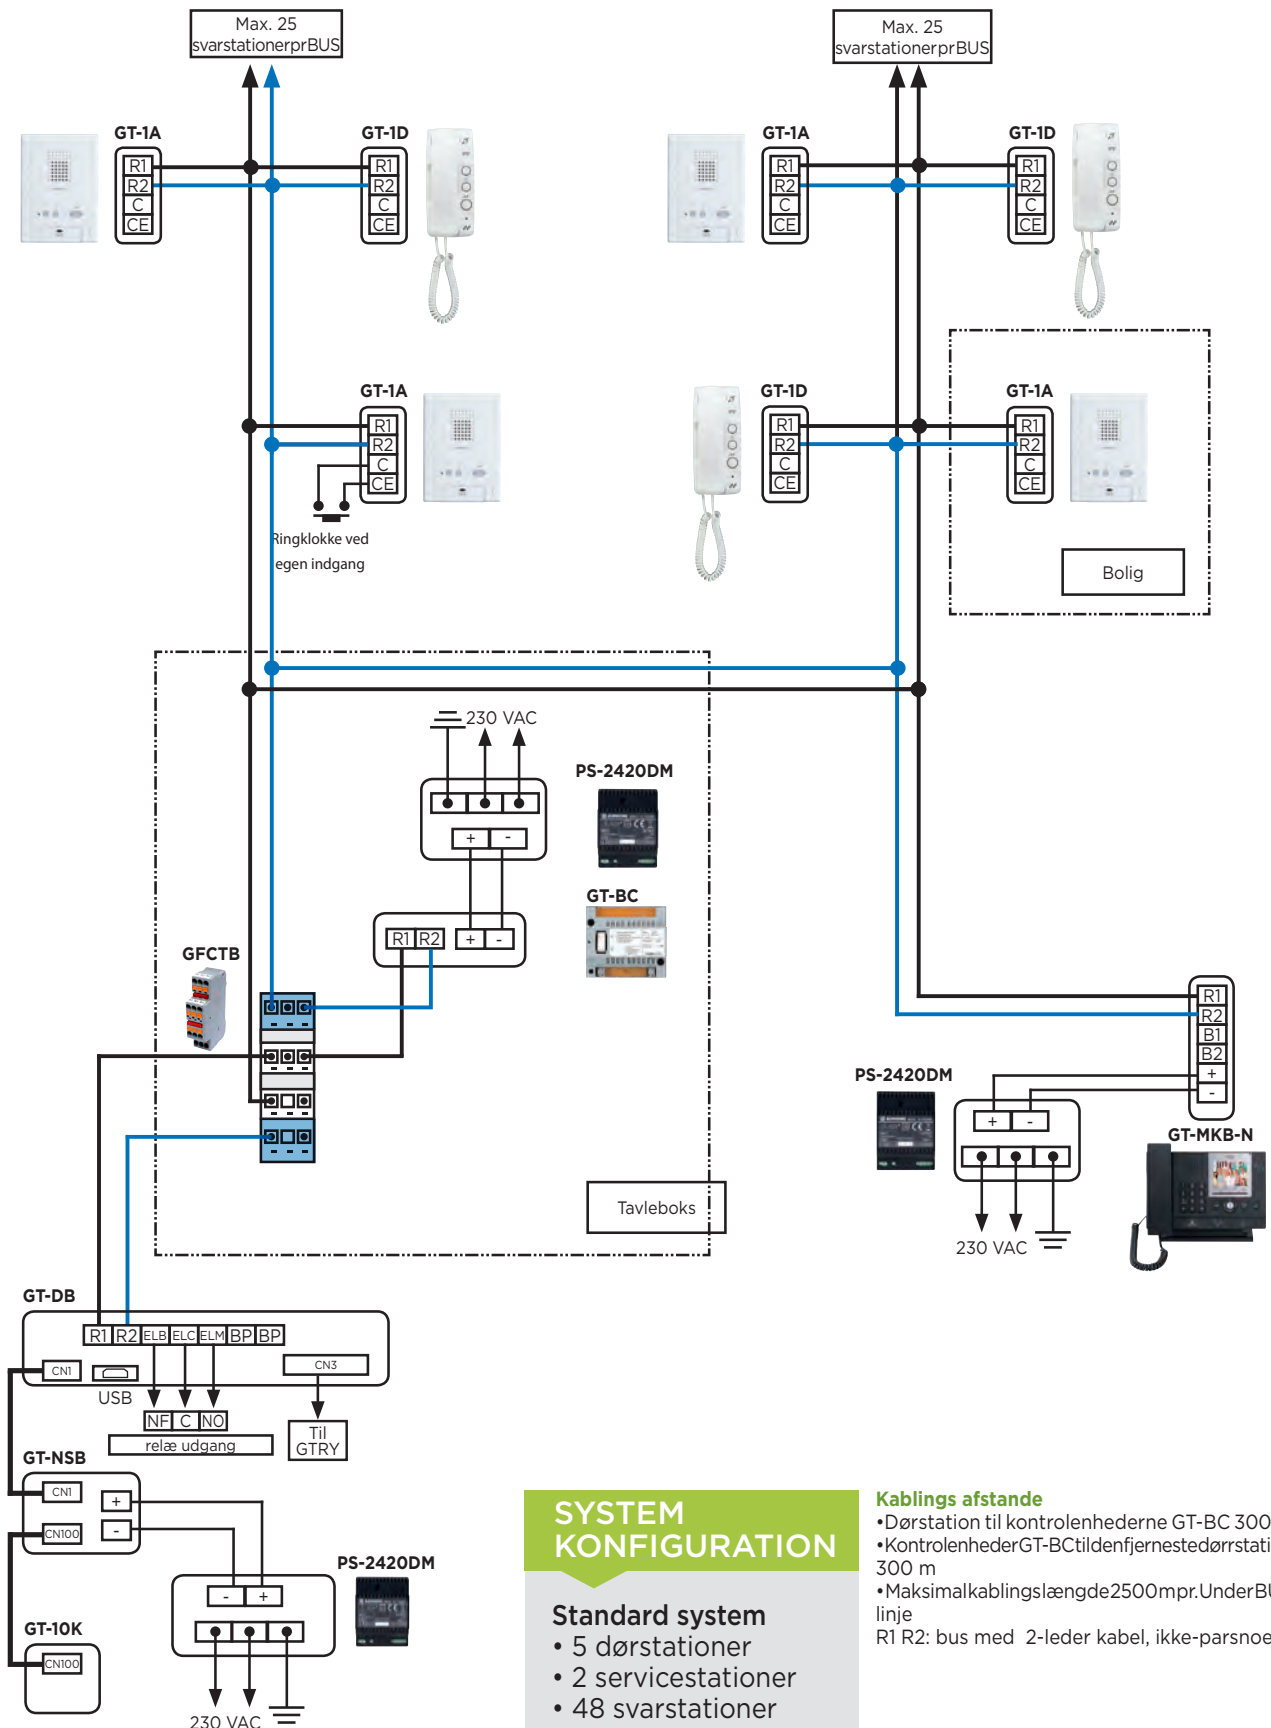 Max. 25
svarstationerprBUS
Max. 25
svarstationerprBUS
GT-1A
R1
R2
C
CE
GT-1D
R1
R2
C
CE
GT-1A
R1
R2
C
CE
GT-1D
R1
R2
C
CE
GT-1A
R1
R2
C
CE
Ringklokke ved
egen indgang
GT-1D
R1
R2
C
CE
GT-1A
R1
R2
C
CE
Bolig
230 VAC
PS-2420DM
+ -
GT-BC
R1 R2 + -
GFCTB
Tavleboks
R1
R2
B1
B2
+
-
PS-2420DM
+ -
GT-MKB-N
230 VAC
GT-DB
R1 R2 ELB ELC ELM BP BP
CN1
USB
CN3
NF C NO
relæ udgang
Til
GTRY
GT-NSB
CN1
+
CN100
-
PS-2420DM
- +
GT-10K
CN100
230 VAC
SYSTEM
KONFIGURATION
Standard system
• 5 dørstationer
• 2 servicestationer
• 48 svarstationer
Kablings afstande
•Dørstation til kontrolenhederne GT-BC 300
•KontrolenhederGT-BCtildenfjernestedørrstati
300 m
•Maksimalkablingslængde2500mpr.UnderBU
linje
R1 R2: bus med 2-leder kabel, ikke-parsnoe